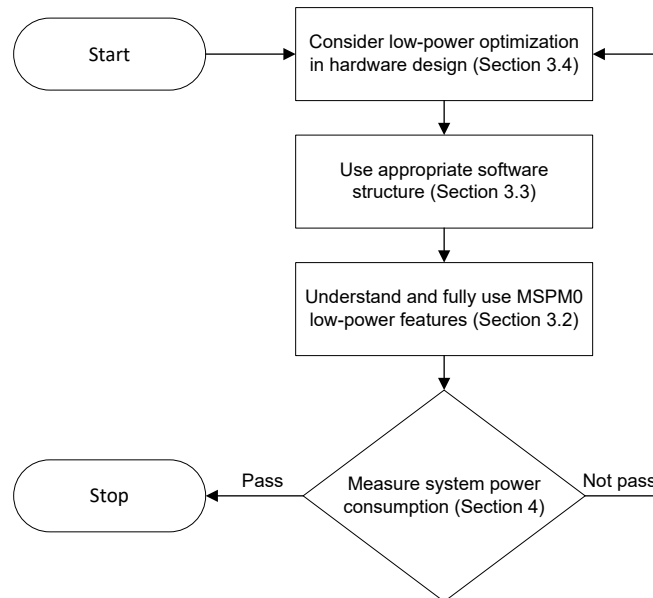 Start
Consider low-power optimization
in hardware design (Section 3.4)
Use appropriate software
structure (Section 3.3)
Understand and fully use MSPM0
low-power features (Section 3.2)
Measure system power
consumption (Section 4)
Pass
Not pass
Stop